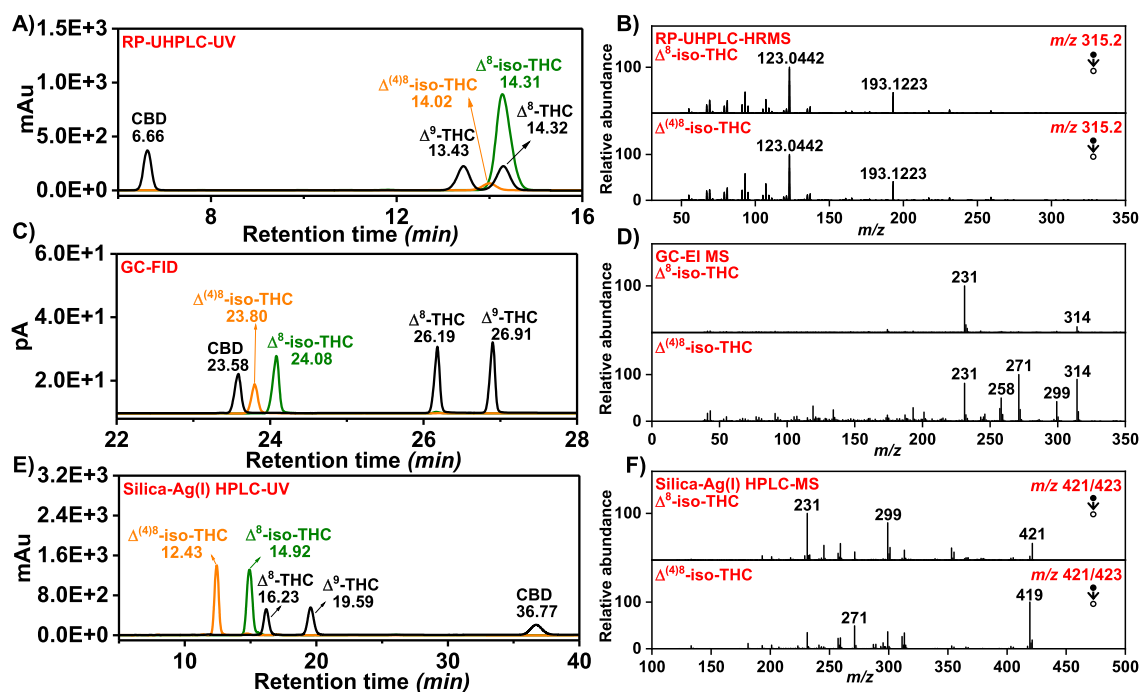 A)
RP-UHPLC-UV
1.5E+3
1.0E+3
5.0E+2
0.0E+0
mAu
CBD
6.66
Δ⁹-THC
13.43
Δ⁽⁴⁾⁸-iso-THC
14.02
Δ⁸-iso-THC
14.31
Δ⁸-THC
14.32
8 12 16
Retention time (min)
B)
RP-UHPLC-HRMS
Δ⁸-iso-THC
m/z 315.2
123.0442
193.1223
100
Δ⁽⁴⁾⁸-iso-THC
m/z 315.2
123.0442
193.1223
100
0
Relative abundance
50 100 150 200 250 300 350
m/z
C)
GC-FID
6.0E+1
4.0E+1
2.0E+1
pA
Δ⁽⁴⁾⁸-iso-THC
23.80
CBD
23.58
Δ⁸-iso-THC
24.08
Δ⁸-THC
26.19
Δ⁹-THC
26.91
22 24 26 28
Retention time (min)
D)
GC-EI MS
Δ⁸-iso-THC
231
314
100
Δ⁽⁴⁾⁸-iso-THC
231
258
271
299
314
100
0
Relative abundance
0 50 100 150 200 250 300 350
m/z
E)
Silica-Ag(I) HPLC-UV
3.2E+3
2.4E+3
1.6E+3
8.0E+2
0.0E+0
mAu
Δ⁽⁴⁾⁸-iso-THC
12.43
Δ⁸-iso-THC
14.92
Δ⁸-THC
16.23
Δ⁹-THC
19.59
CBD
36.77
10 20 30 40
Retention time (min)
F)
Silica-Ag(I) HPLC-MS
Δ⁸-iso-THC
m/z 421/423
231
299
421
100
Δ⁽⁴⁾⁸-iso-THC
m/z 421/423
271
419
100
0
Relative abundance
100 150 200 250 300 350 400 450 500
m/z